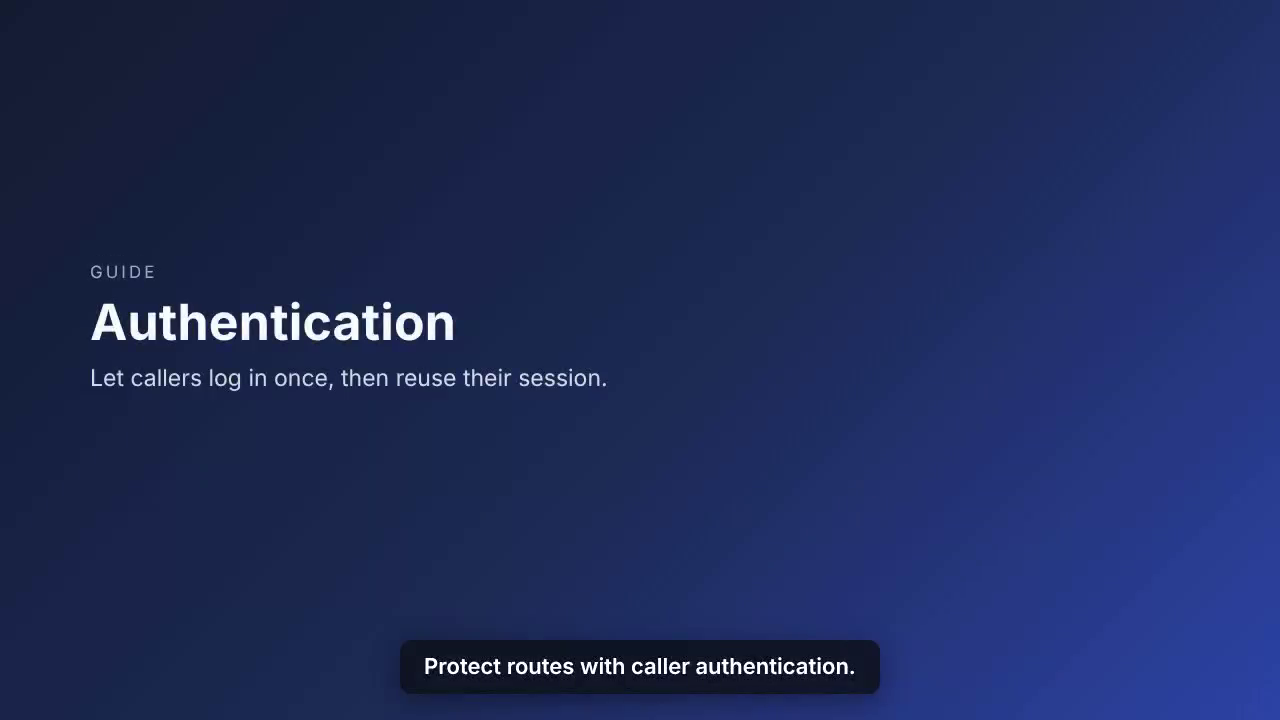 GUIDE
Authentication
Let callers log in once, then reuse their session.
Protect routes with caller authentication.